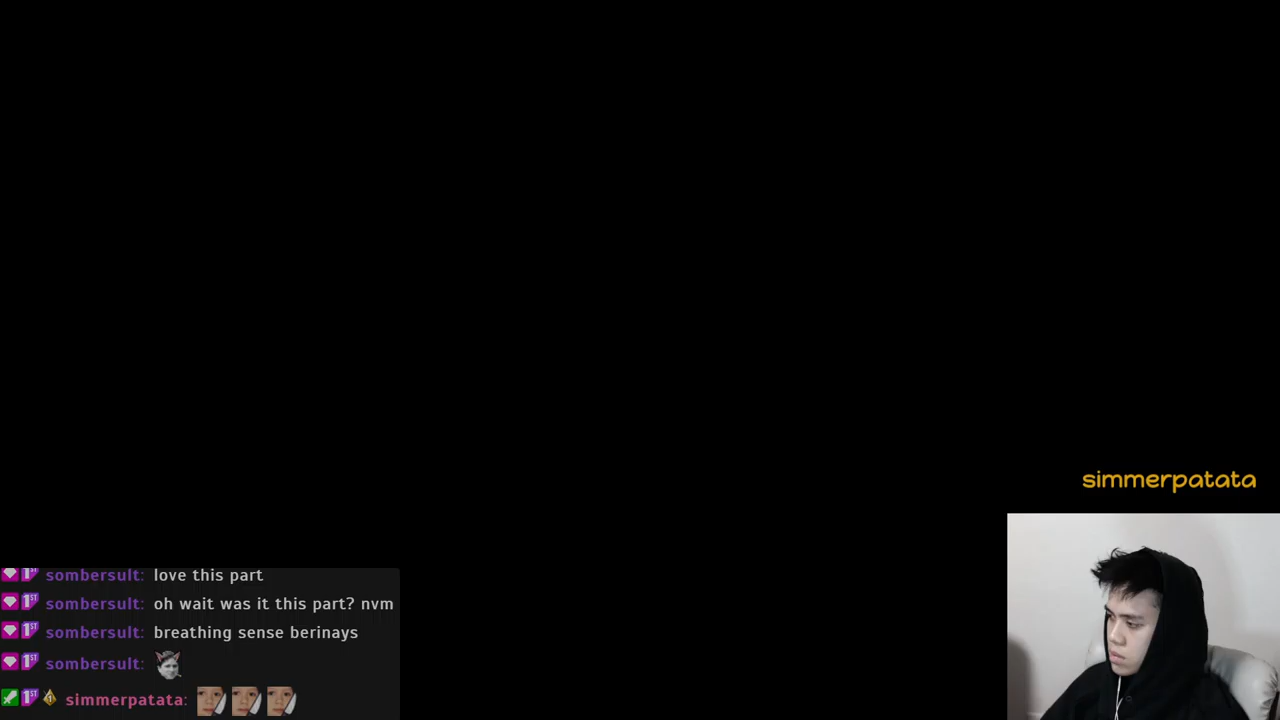 simmerpatata
sombersult: love this part
sombersult: oh wait was it this part? nvm
sombersult: breathing sense berinays
sombersult:
simmerpatata: